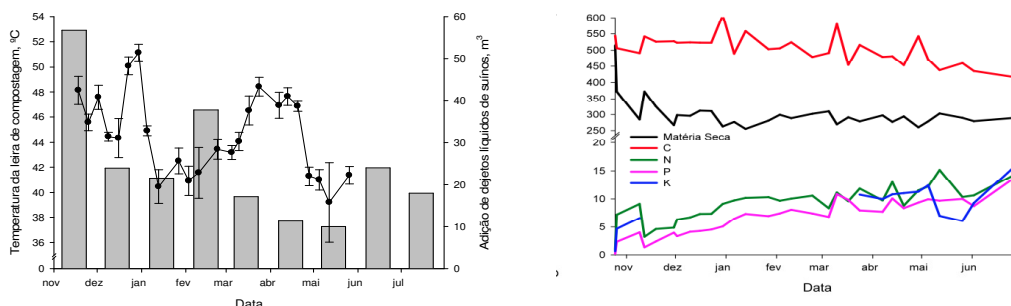 Temperatura da leira de compostagem, ºC
54
52
50
48
46
44
42
40
38
36
0
nov dez jan fev mar abr mai jun jul
Data
60
50
40
30
20
10
0
Adição de dejetos líquidos de suínos, m³
600
550
500
450
400
350
300
250
20
15
10
5
0
Matéria Seca
C
N
P
K
nov dez jan fev mar abr mai jun
Data